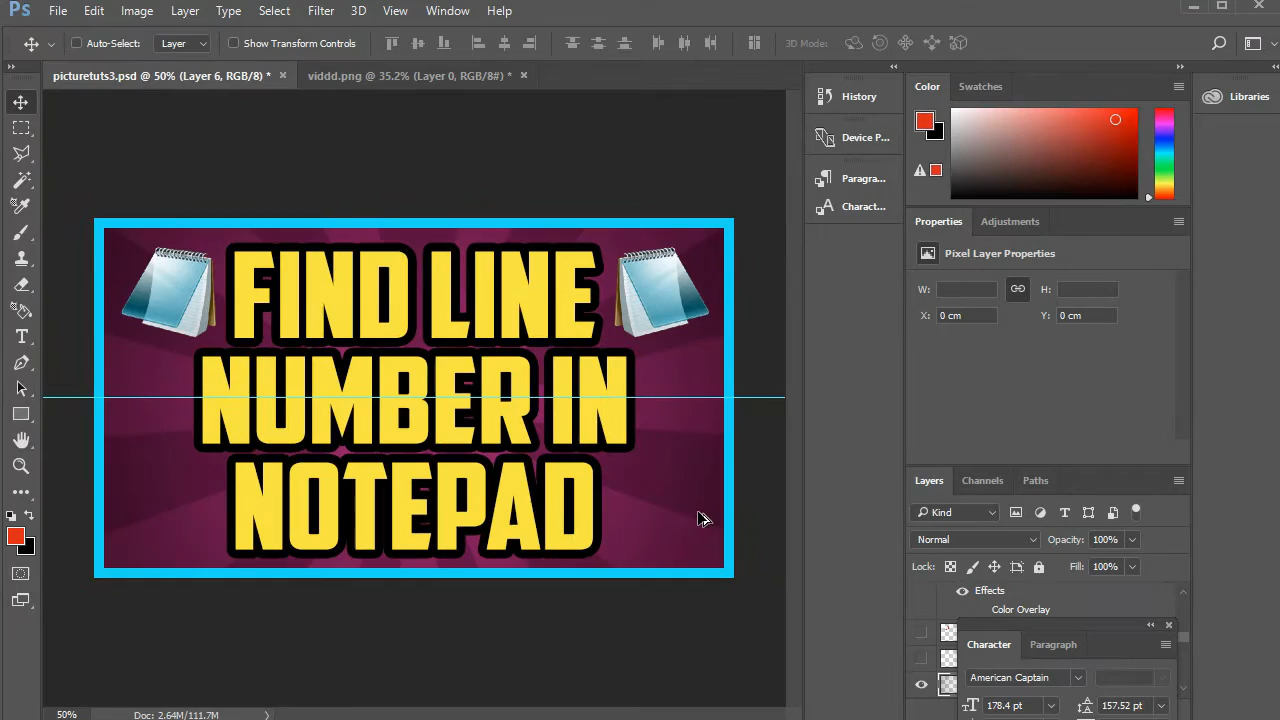 Ps File Edit Image Layer Type Select Filter 3D View Window Help
Auto-Select: Layer Show Transform Controls 3D Mode:
picturetuts3.psd @ 50% (Layer 6, RGB/8) * × viddd.png @ 35.2% (Layer 0, RGB/8#) * ×
History
Device P...
Paragra...
Charact...
Color Swatches
Libraries
Properties Adjustments
Pixel Layer Properties
W: H:
X: 0 cm Y: 0 cm
FIND LINE
NUMBER IN
NOTEPAD
Layers Channels Paths
Kind
Normal Opacity: 100%
Lock: Fill: 100%
Effects
Color Overlay
Character Paragraph
American Captain
178.4 pt 157.52 pt
50% Doc: 2.64M/111.7M